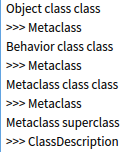 Object class class
>>> Metaclass
Behavior class class
>>> Metaclass
Metaclass class class
>>> Metaclass
Metaclass superclass
>>> ClassDescription